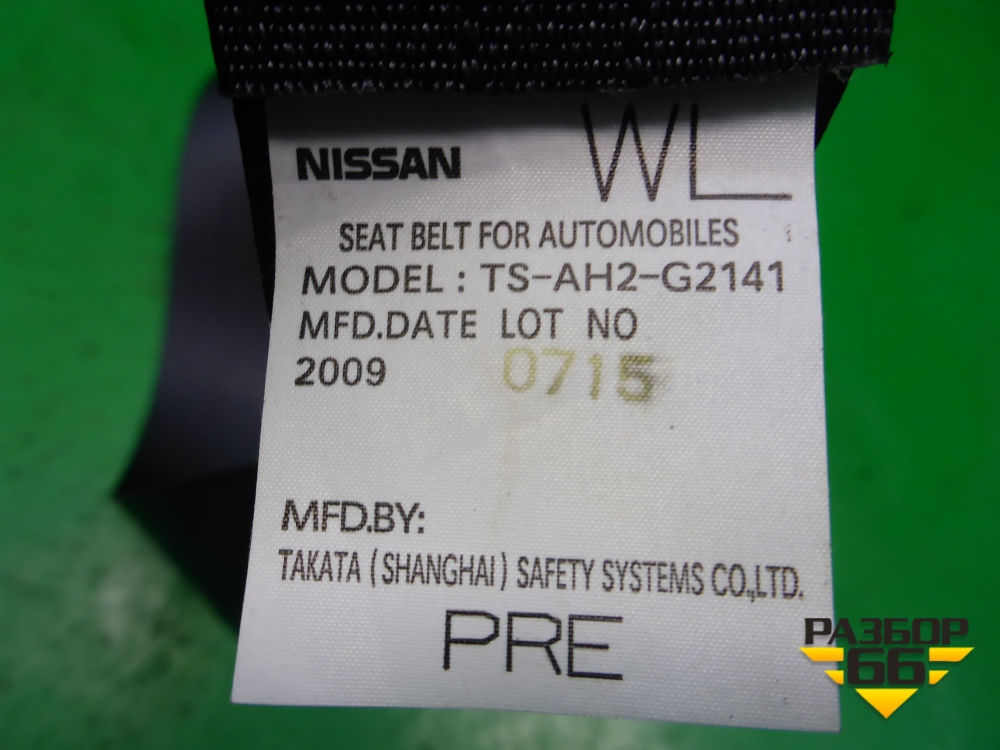 NISSAN WL
SEAT BELT FOR AUTOMOBILES
MODEL : TS-AH2-G2141
MFD.DATE LOT NO
2009 0715
MFD.BY:
TAKATA (SHANGHAI) SAFETY SYSTEMS CO.,LTD.
PRE
РАЗБОР
66